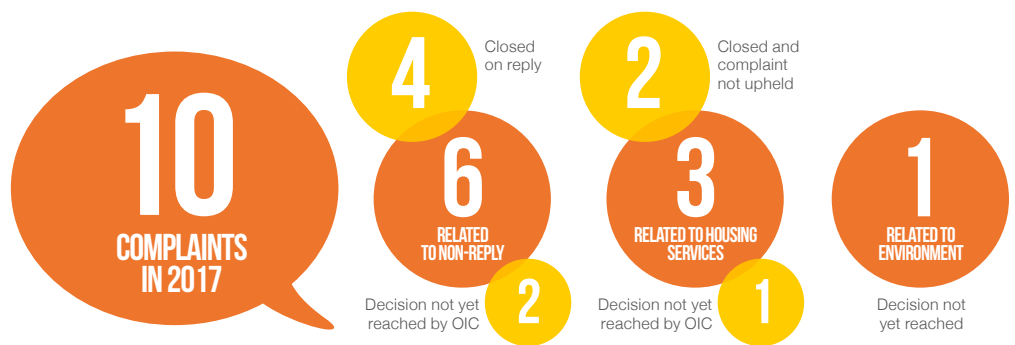 10
COMPLAINTS
IN 2017
4
Closed
on reply
6
RELATED
TO NON-REPLY
Decision not yet
reached by OIC
2
2
Closed and
complaint
not upheld
3
RELATED TO HOUSING
SERVICES
Decision not yet
reached by OIC
1
1
RELATED TO
ENVIRONMENT
Decision not
yet reached